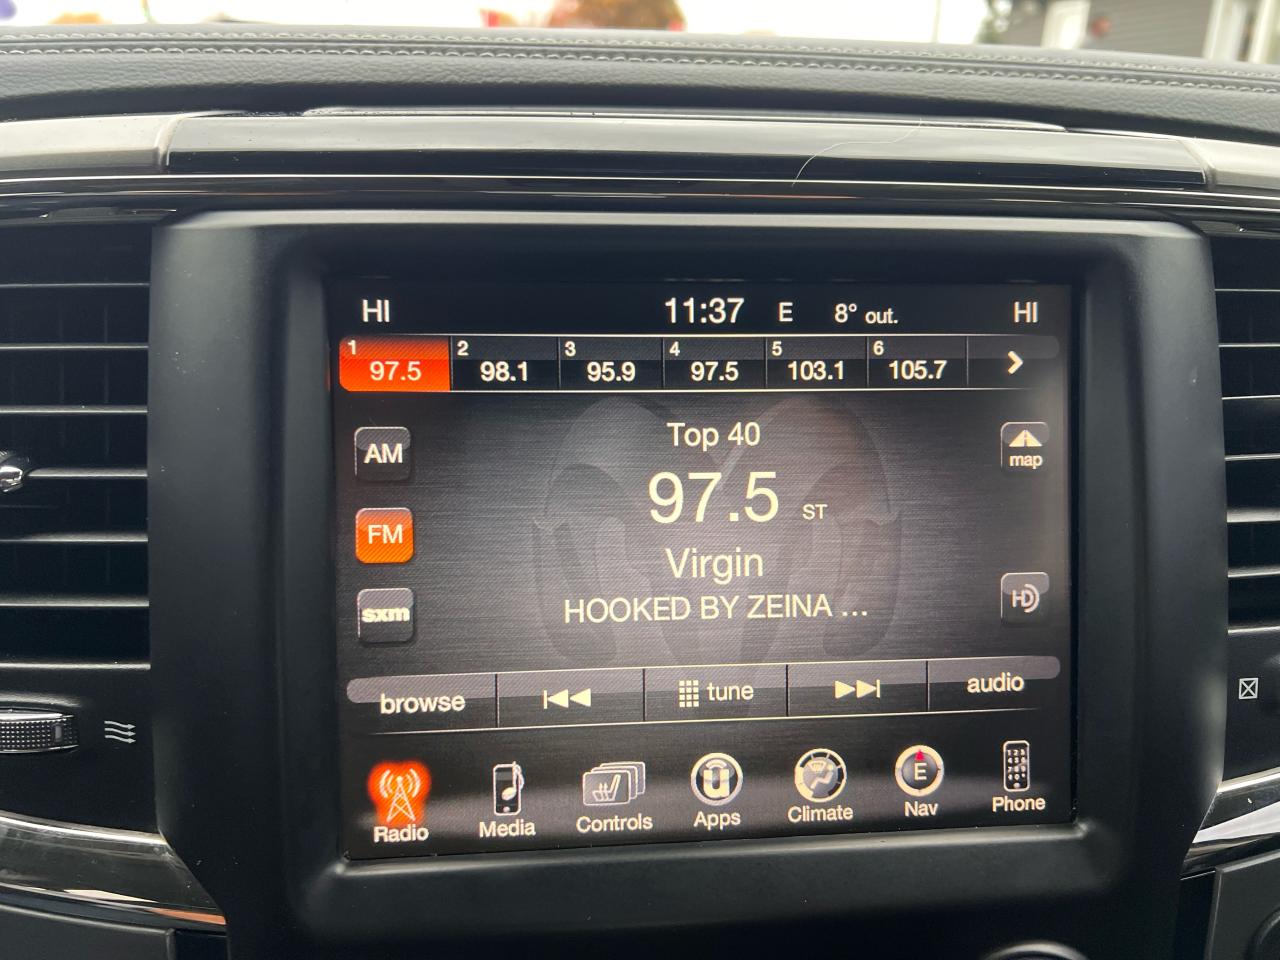 HI 11:37 E 8° out. HI
1 2 3 4 5 6
97.5 98.1 95.9 97.5 103.1 105.7
Top 40
AM
map
97.5 ST
FM
Virgin
HD
sxm
HOOKED BY ZEINA ...
browse tune audio
E
Radio Media Controls Apps Climate Nav Phone